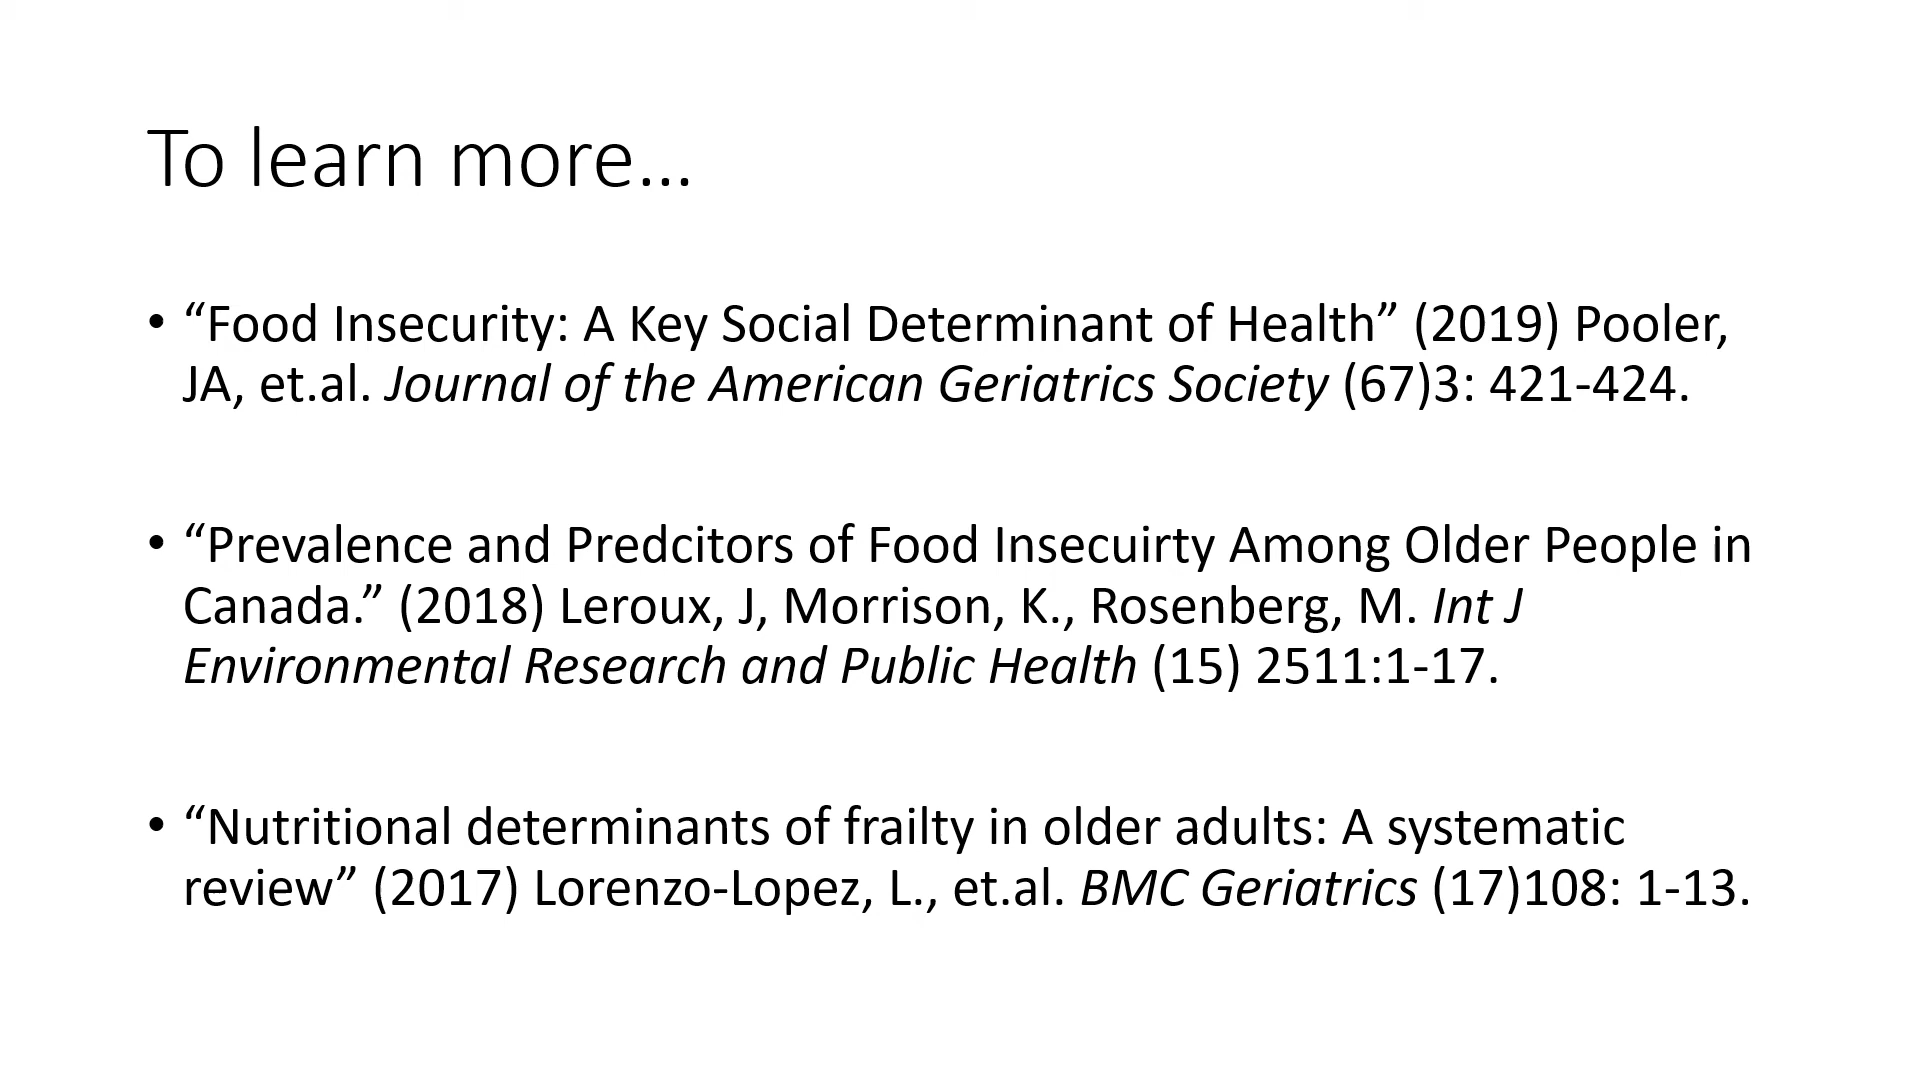 To learn more...
• “Food Insecurity: A Key Social Determinant of Health” (2019) Pooler,
JA, et.al. Journal of the American Geriatrics Society (67)3: 421-424.
• “Prevalence and Predcitors of Food Insecuirty Among Older People in
Canada.” (2018) Leroux, J, Morrison, K., Rosenberg, M. Int J
Environmental Research and Public Health (15) 2511:1-17.
• “Nutritional determinants of frailty in older adults: A systematic
review” (2017) Lorenzo-Lopez, L., et.al. BMC Geriatrics (17)108: 1-13.